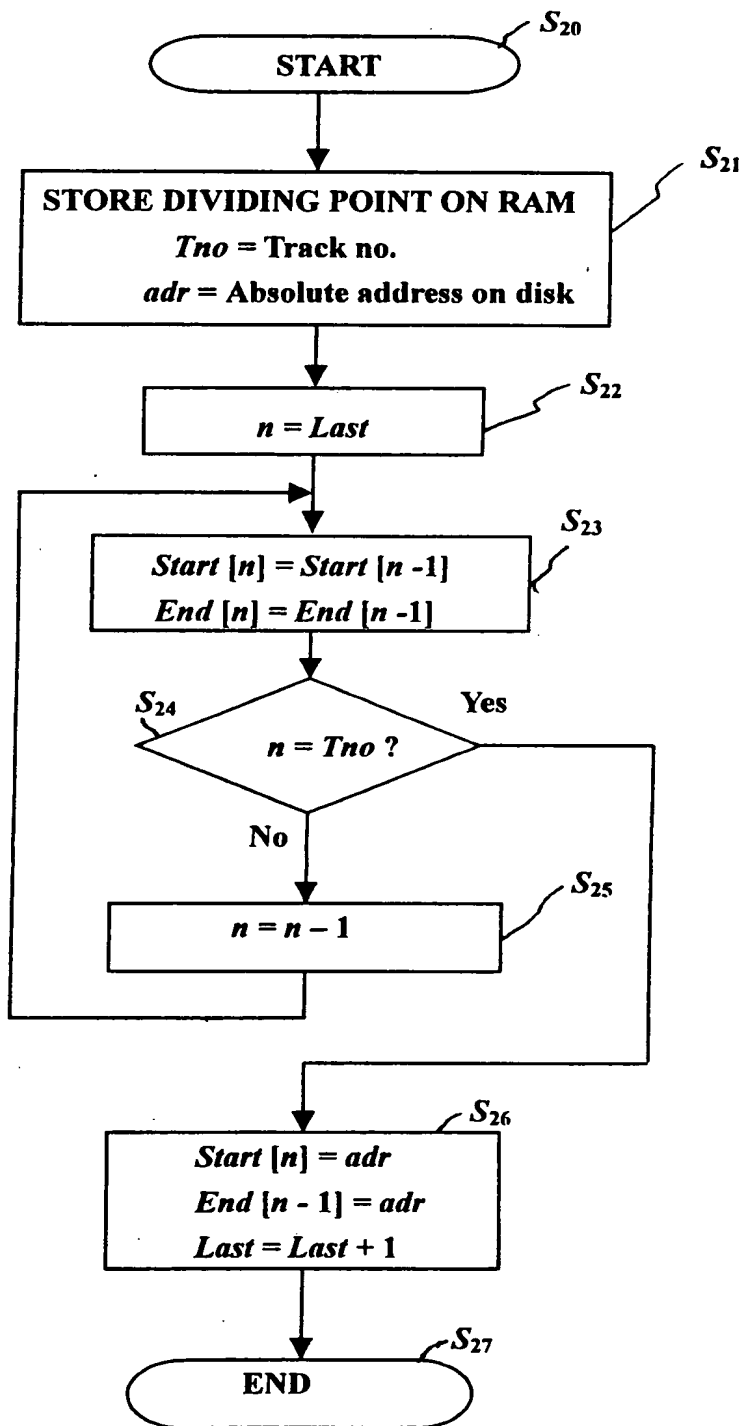 S20
START
S21
STORE DIVIDING POINT ON RAM
Tno = Track no.
adr = Absolute address on disk
S22
n = Last
S23
Start [n] = Start [n -1]
End [n] = End [n -1]
S24
Yes
n = Tno ?
No
S25
n = n – 1
S26
Start [n] = adr
End [n - 1] = adr
Last = Last + 1
S27
END